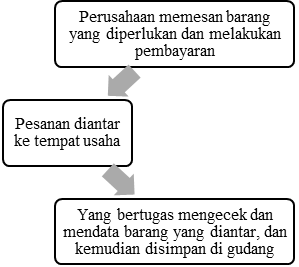 Perusahaan memesan barang
yang diperlukan dan melakukan
pembayaran
Pesanan diantar
ke tempat usaha
Yang bertugas mengecek dan
mendata barang yang diantar, dan
kemudian disimpan di gudang